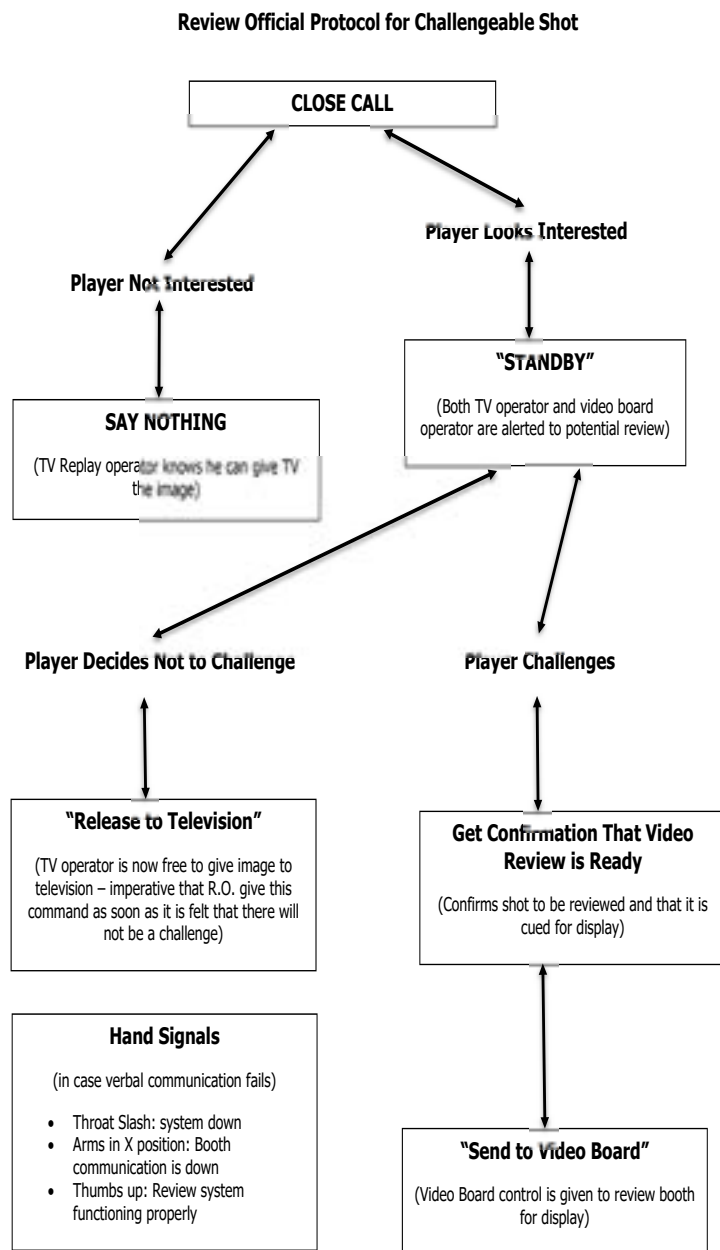 Review Official Protocol for Challengeable Shot
CLOSE CALL
Player Looks Interested
Player Not Interested
"STANDBY"
(Both TV operator and video board
operator are alerted to potential review)
SAY NOTHING
(TV Replay operator knows he can give TV
the image)
Player Decides Not to Challenge
Player Challenges
"Release to Television"
(TV operator is now free to give image to
television – imperative that R.O. give this
command as soon as it is felt that there will
not be a challenge)
Get Confirmation That Video
Review is Ready
(Confirms shot to be reviewed and that it is
cued for display)
Hand Signals
(in case verbal communication fails)
• Throat Slash: system down
• Arms in X position: Booth
communication is down
• Thumbs up: Review system
functioning properly
"Send to Video Board"
(Video Board control is given to review booth
for display)